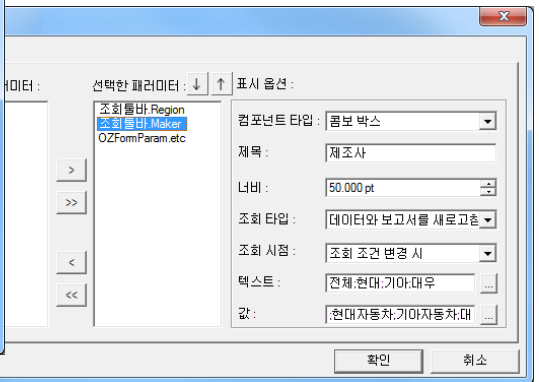 러미터 :
선택한 패러미터 :
표시 옵션 :
조회툴바.Region
조회툴바.Maker
OZFormParam.etc
>
>>
<
<<
컴포넌트 타입 : 콤보 박스
제목 : 제조사
너비 : 50.000 pt
조회 타입 : 데이터와 보고서를 새로고침
조회 시점 : 조회 조건 변경 시
텍스트 : 전체;현대;기아;대우 ...
값 : ;현대자동차;기아자동차;대 ...
확인
취소